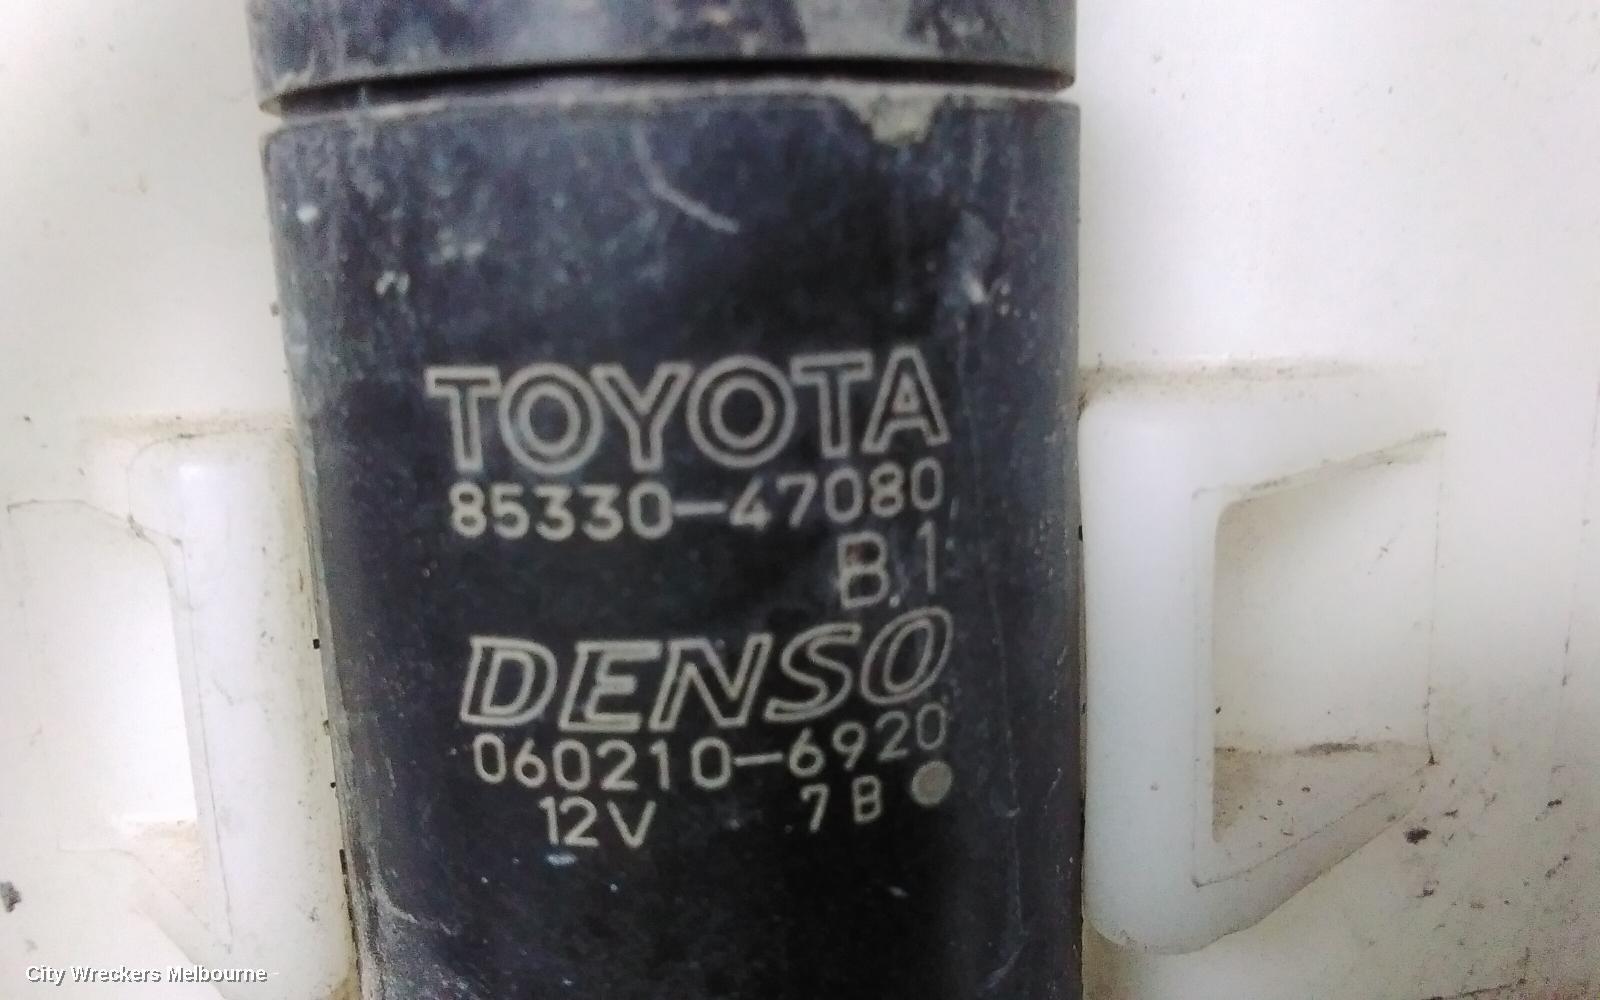 TOYOTA
85330-47080
B.1
DENSO
060210-6920
12V 7B
City Wreckers Melbourne